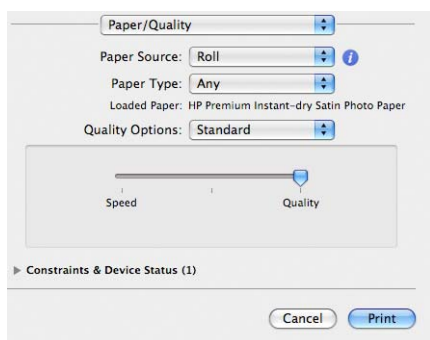 Paper/Quality
Paper Source: Roll
Paper Type: Any
Loaded Paper: HP Premium Instant-dry Satin Photo Paper
Quality Options: Standard
Speed Quality
Constraints & Device Status (1)
Cancel Print